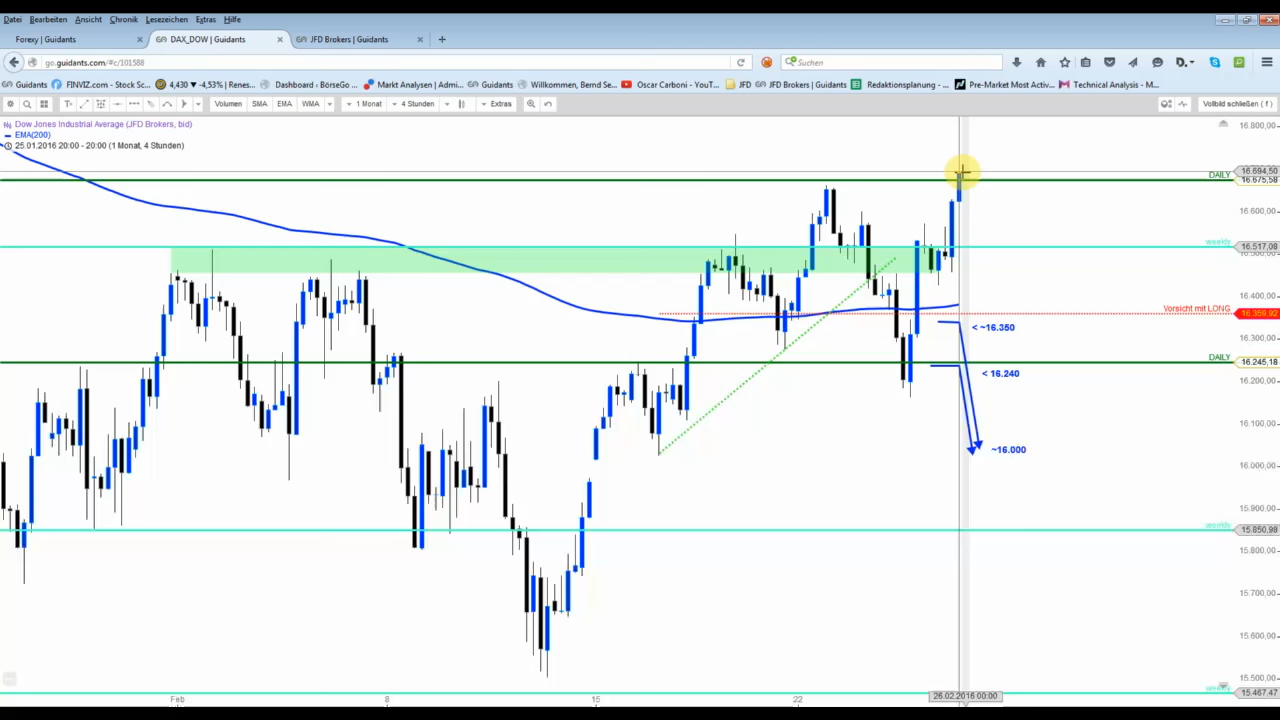 Datei Bearbeiten Ansicht Chronik Lesezeichen Extras Hilfe
Forexy | Guidants × DAX_DOW | Guidants × JFD Brokers | Guidants × +
go.guidants.com/#c/101588 Suchen
Guidants FINVIZ.com - Stock Sc... 4,430 ▾ -4,53% | Renes... Dashboard ‹ BörseGo ... Markt Analysen | Admi... Guidants Willkommen, Bernd Se... Oscar Carboni - YouT... JFD JFD Brokers | Guidants Redaktionsplanung - ... Pre-Market Most Activ... Technical Analysis - M...
Volumen SMA EMA WMA 1 Monat 4 Stunden Extras Vollbild schließen ( f )
Dow Jones Industrial Average (JFD Brokers, bid)
EMA(200)
25.01.2016 20:00 - 20:00 (1 Monat, 4 Stunden)
16.800,00
16.694,50
DAILY 16.675,58
16.600,00
weekly 16.517,08
16.500,00
16.400,00
Vorsicht mit LONG 16.359,92
< ~16.350
16.300,00
DAILY 16.245,18
< 16.240
16.200,00
16.100,00
~16.000
16.000,00
15.900,00
weekly 15.850,98
15.800,00
15.700,00
15.600,00
15.500,00
weekly 15.467,47
Feb 8 15 22 26.02.2016 00:00